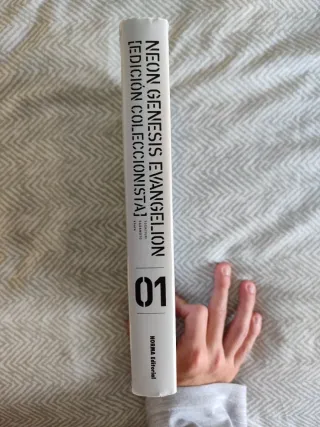 NEON GENESIS EVANGELION
[EDICIÓN COLECCIONISTA]
01
NORMA Editorial